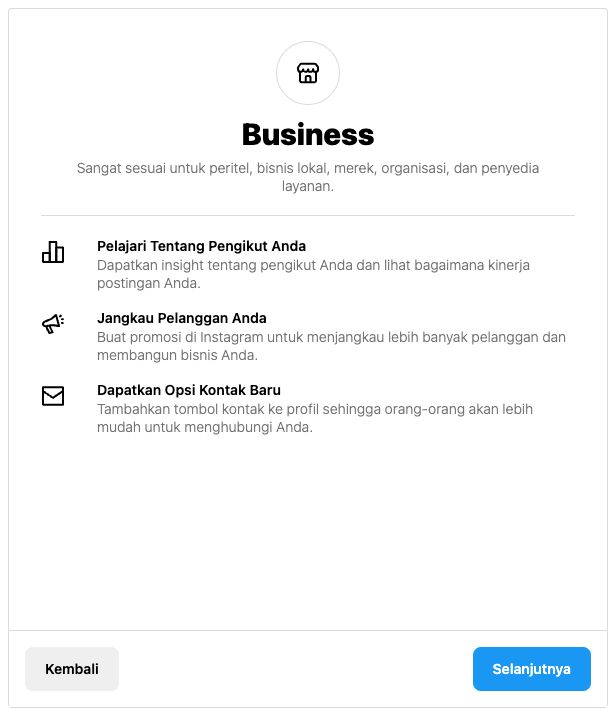 Business
Sangat sesuai untuk peritel, bisnis lokal, merek, organisasi, dan penyedia
layanan.
Pelajari Tentang Pengikut Anda
Dapatkan insight tentang pengikut Anda dan lihat bagaimana kinerja
postingan Anda.
Jangkau Pelanggan Anda
Buat promosi di Instagram untuk menjangkau lebih banyak pelanggan dan
membangun bisnis Anda.
Dapatkan Opsi Kontak Baru
Tambahkan tombol kontak ke profil sehingga orang-orang akan lebih
mudah untuk menghubungi Anda.
Kembali
Selanjutnya